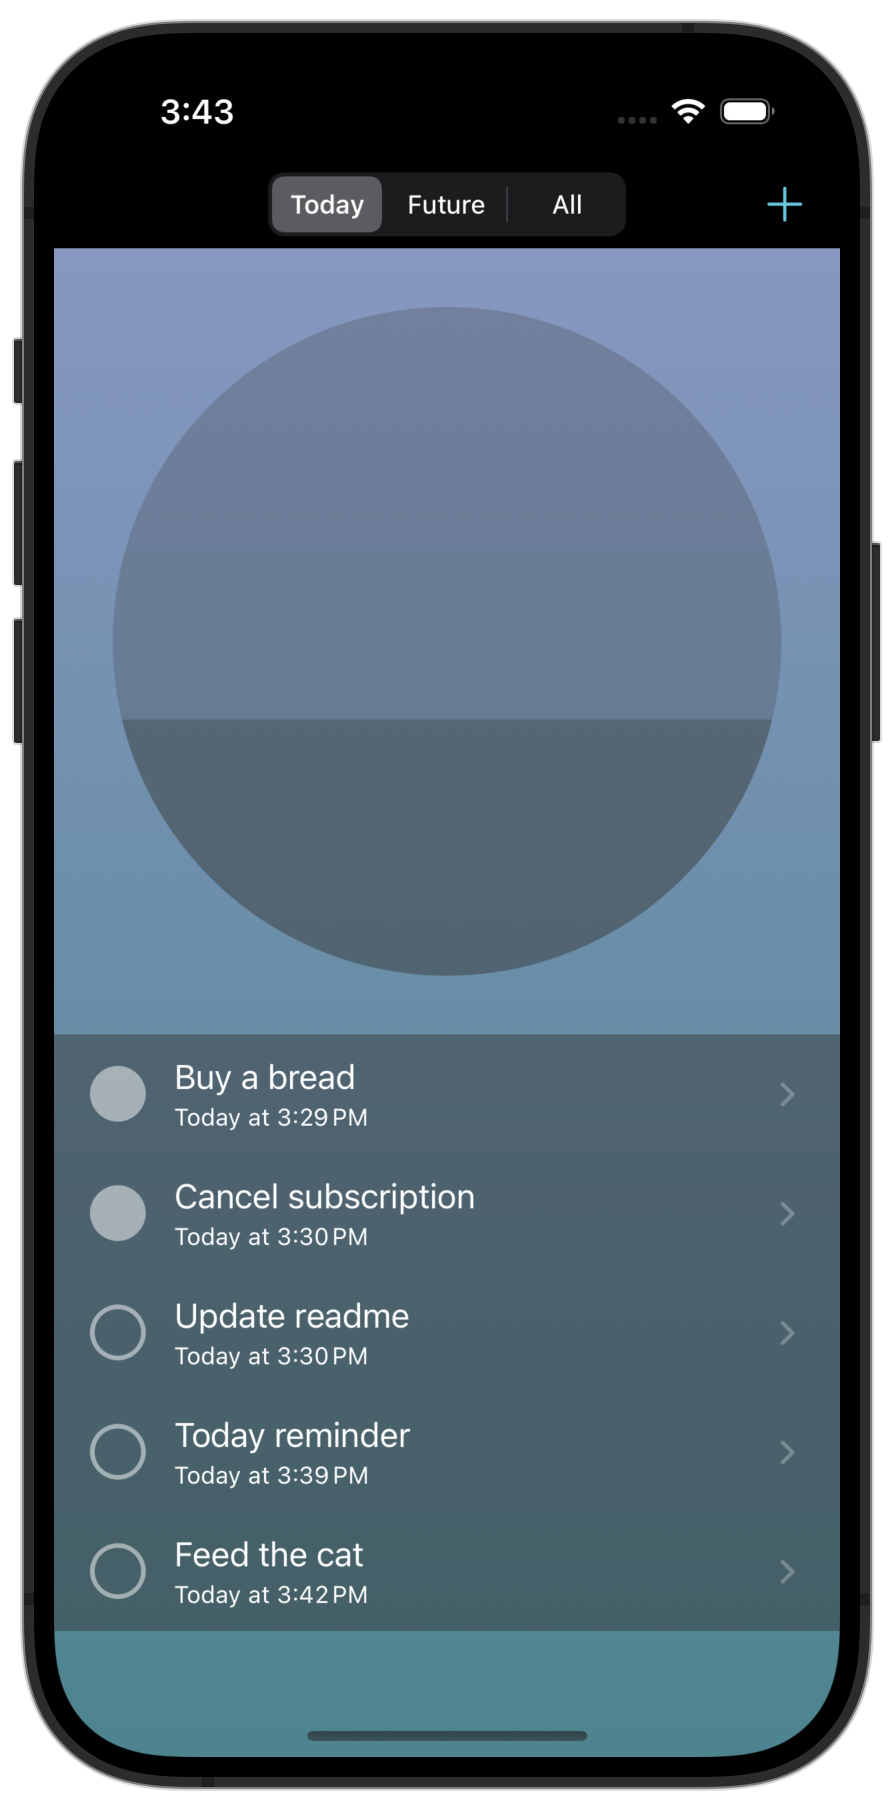 3:43
Today Future All
Buy a bread
Today at 3:29 PM
Cancel subscription
Today at 3:30 PM
Update readme
Today at 3:30 PM
Today reminder
Today at 3:39 PM
Feed the cat
Today at 3:42 PM